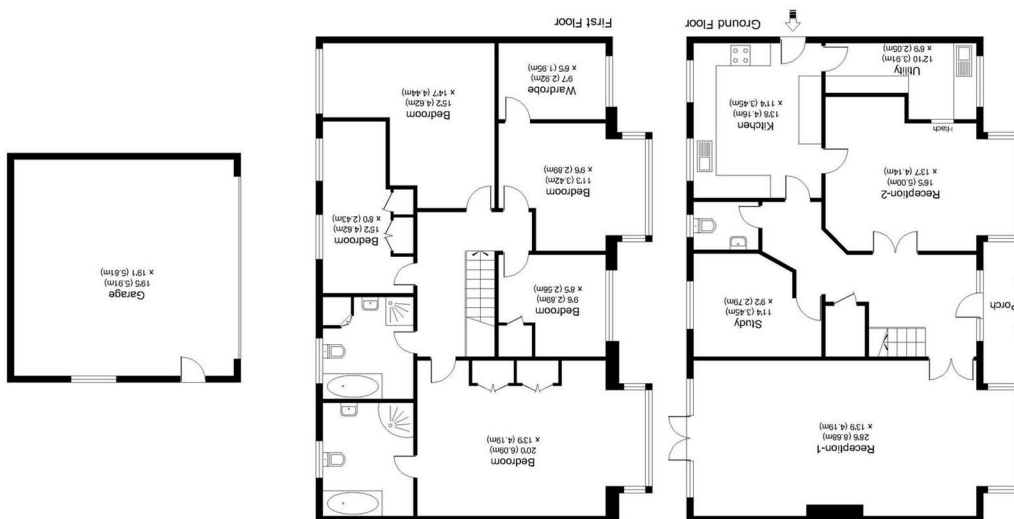 Reception-1
28'6 (8.68m)
x 13'9 (4.19m)
Study
11'4 (3.45m)
x 9'2 (2.79m)
Porch
Reception-2
16'5 (5.00m)
x 13'7 (4.14m)
Htach
Kitchen
13'8 (4.16m)
x 11'4 (3.45m)
Utility
12'10 (3.91m)
x 6'9 (2.05m)
Ground Floor
Bedroom
20'0 (6.09m)
x 13'9 (4.19m)
Bedroom
9'6 (2.89m)
x 8'5 (2.56m)
Bedroom
15'2 (4.62m)
x 8'0 (2.43m)
Bedroom
11'3 (3.42m)
x 9'6 (2.89m)
Bedroom
15'2 (4.62m)
x 14'7 (4.44m)
Wardrobe
9'7 (2.92m)
x 6'5 (1.95m)
First Floor
Garage
19'5 (5.91m)
x 19'1 (5.81m)